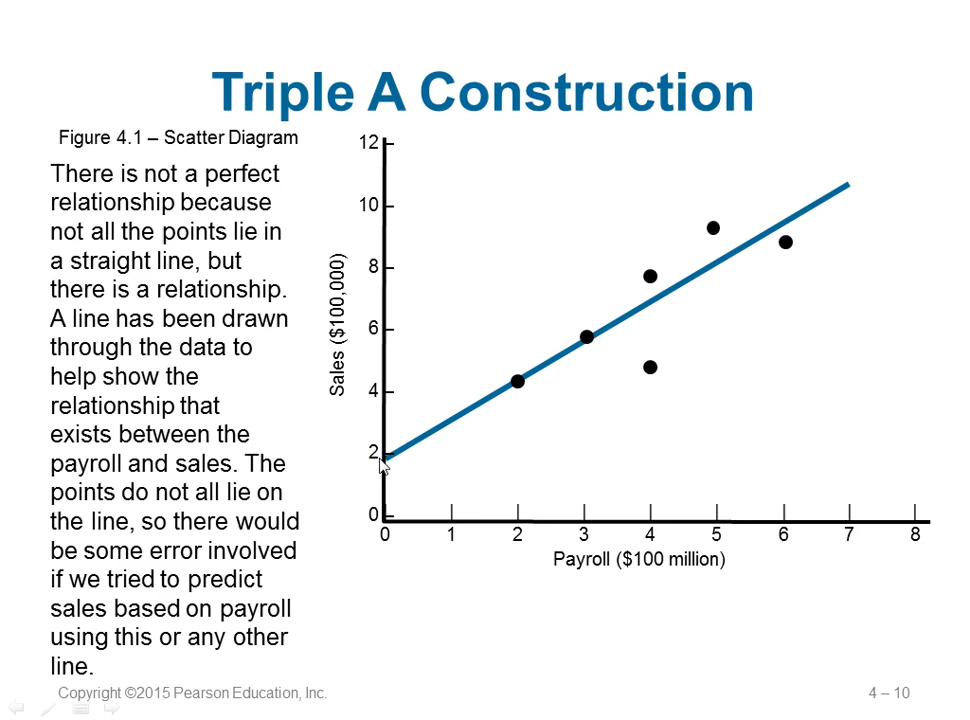 Triple A Construction
Figure 4.1 – Scatter Diagram
There is not a perfect
relationship because
not all the points lie in
a straight line, but
there is a relationship.
A line has been drawn
through the data to
help show the
relationship that
exists between the
payroll and sales. The
points do not all lie on
the line, so there would
be some error involved
if we tried to predict
sales based on payroll
using this or any other
line.
Sales ($100,000)
12
10
8
6
4
2
0
0 1 2 3 4 5 6 7 8
Payroll ($100 million)
Copyright ©2015 Pearson Education, Inc.
4 – 10